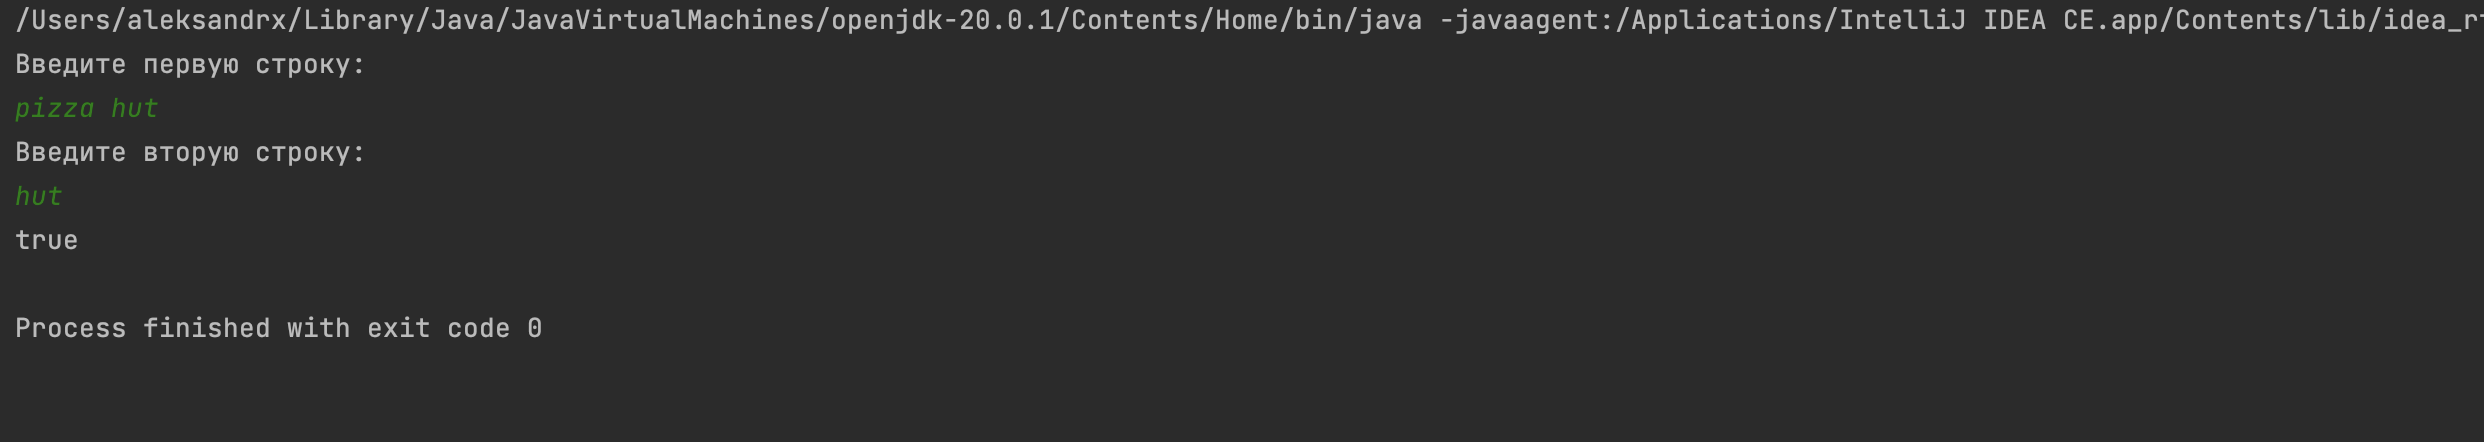 /Users/aleksandrx/Library/Java/JavaVirtualMachines/openjdk-20.0.1/Contents/Home/bin/java -javaagent:/Applications/IntelliJ IDEA CE.app/Contents/lib/idea_r
Введите первую строку:
pizza hut
Введите вторую строку:
hut
true
Process finished with exit code 0